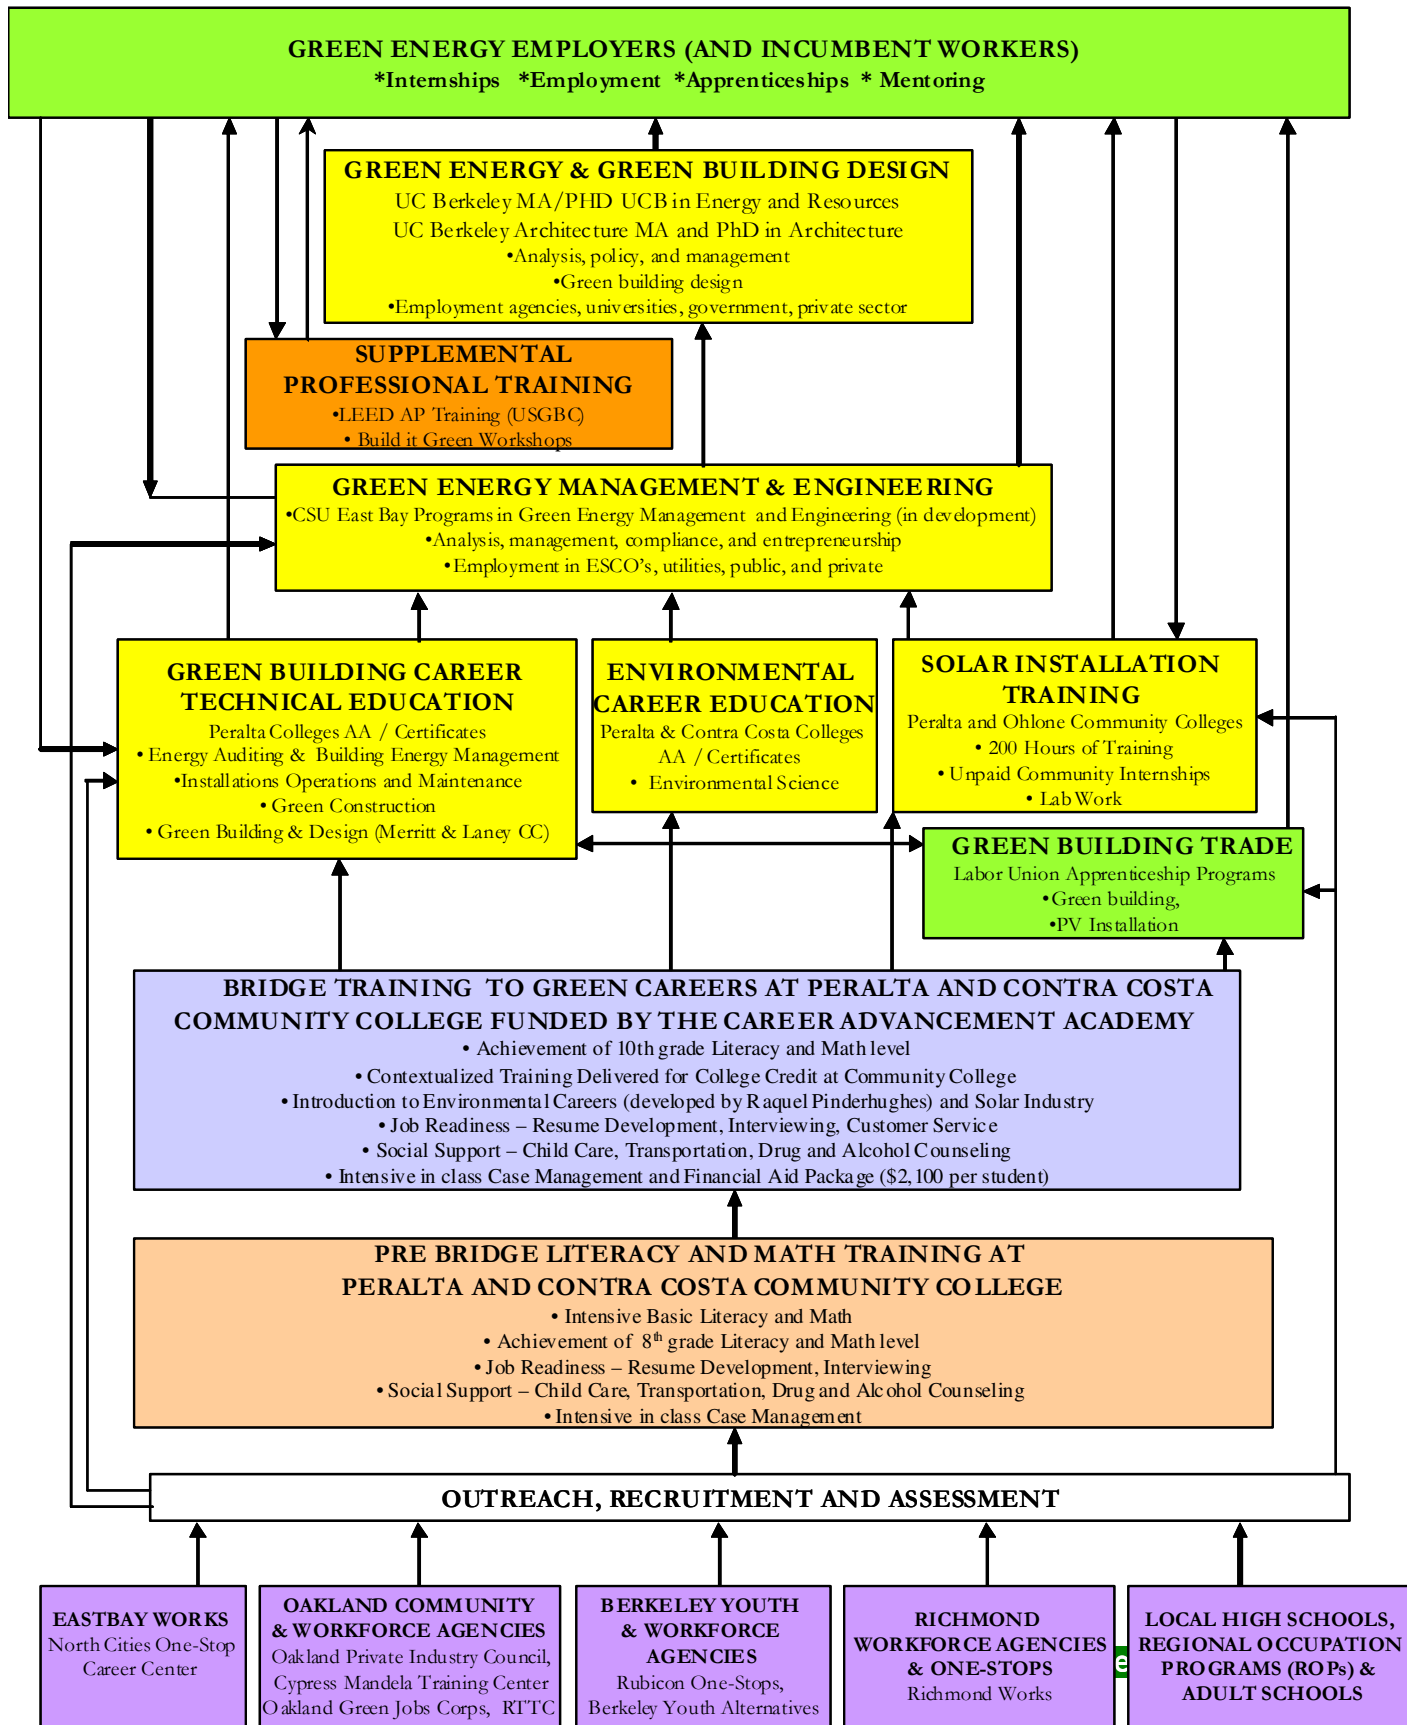 GREEN ENERGY EMPLOYERS (AND INCUMBENT WORKERS)
*Internships *Employment *Apprenticeships * Mentoring
GREEN ENERGY & GREEN BUILDING DESIGN
UC Berkeley MA/PHD UCB in Energy and Resources
UC Berkeley Architecture MA and PhD in Architecture
•Analysis, policy, and management
•Green building design
•Employment agencies, universities, government, private sector
SUPPLEMENTAL
PROFESSIONAL TRAINING
•LEED AP Training (USGBC)
• Build it Green Workshops
GREEN ENERGY MANAGEMENT & ENGINEERING
•CSU East Bay Programs in Green Energy Management and Engineering (in development)
•Analysis, management, compliance, and entrepreneurship
•Employment in ESCO's, utilities, public, and private
GREEN BUILDING CAREER
TECHNICAL EDUCATION
Peralta Colleges AA / Certificates
• Energy Auditing & Building Energy Management
•Installations Operations and Maintenance
• Green Construction
• Green Building & Design (Merritt & Laney CC)
ENVIRONMENTAL
CAREER EDUCATION
Peralta & Contra Costa Colleges
AA / Certificates
• Environmental Science
SOLAR INSTALLATION
TRAINING
Peralta and Ohlone Community Colleges
• 200 Hours of Training
• Unpaid Community Internships
• Lab Work
GREEN BUILDING TRADE
Labor Union Apprenticeship Programs
•Green building,
•PV Installation
BRIDGE TRAINING TO GREEN CAREERS AT PERALTA AND CONTRA COSTA
COMMUNITY COLLEGE FUNDED BY THE CAREER ADVANCEMENT ACADEMY
• Achievement of 10th grade Literacy and Math level
• Contextualized Training Delivered for College Credit at Community College
• Introduction to Environmental Careers (developed by Raquel Pinderhughes) and Solar Industry
• Job Readiness – Resume Development, Interviewing, Customer Service
• Social Support – Child Care, Transportation, Drug and Alcohol Counseling
• Intensive in class Case Management and Financial Aid Package ($2,100 per student)
PRE BRIDGE LITERACY AND MATH TRAINING AT
PERALTA AND CONTRA COSTA COMMUNITY COLLEGE
• Intensive Basic Literacy and Math
• Achievement of 8th grade Literacy and Math level
• Job Readiness – Resume Development, Interviewing
• Social Support – Child Care, Transportation, Drug and Alcohol Counseling
• Intensive in class Case Management
OUTREACH, RECRUITMENT AND ASSESSMENT
EASTBAY WORKS
North Cities One-Stop
Career Center
OAKLAND COMMUNITY
& WORKFORCE AGENCIES
Oakland Private Industry Council,
Cypress Mandela Training Center
Oakland Green Jobs Corps, RTTC
BERKELEY YOUTH
& WORKFORCE
AGENCIES
Rubicon One-Stops,
Berkeley Youth Alternatives
RICHMOND
WORKFORCE AGENCIES
& ONE-STOPS
Richmond Works
e
LOCAL HIGH SCHOOLS,
REGIONAL OCCUPATION
PROGRAMS (ROPs) &
ADULT SCHOOLS